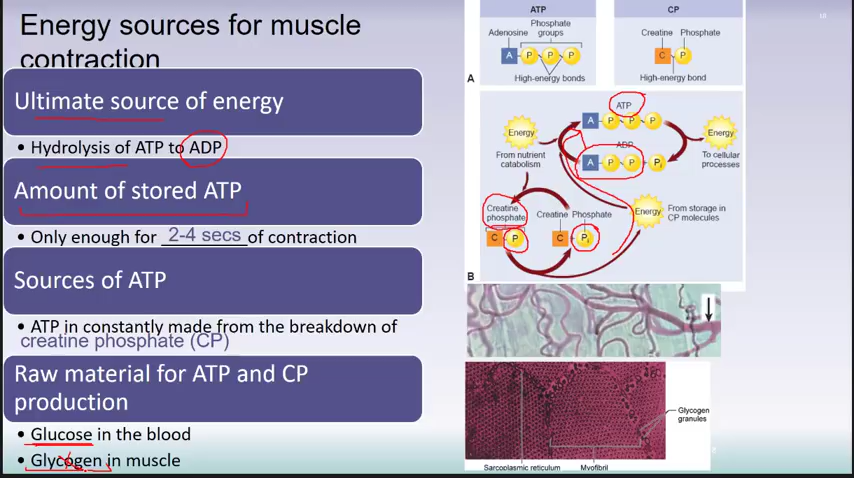 18
Energy sources for muscle
contraction
Ultimate source of energy
• Hydrolysis of ATP to ADP
Amount of stored ATP
• Only enough for 2-4 secs of contraction
Sources of ATP
• ATP in constantly made from the breakdown of
creatine phosphate (CP)
Raw material for ATP and CP
production
• Glucose in the blood
• Glycogen in muscle
ATP
Adenosine
Phosphate
groups
A P P P
High-energy bonds
CP
Creatine Phosphate
C P
High-energy bond
A
ATP
A P P P
Energy
From nutrient
catabolism
ADP
A P P Pi
Energy
To cellular
processes
Creatine
phosphate
C P
Creatine Phosphate
C Pi
Energy
From storage in
CP molecules
B
Glycogen
granules
Sarcoplasmic reticulum
Myofibril